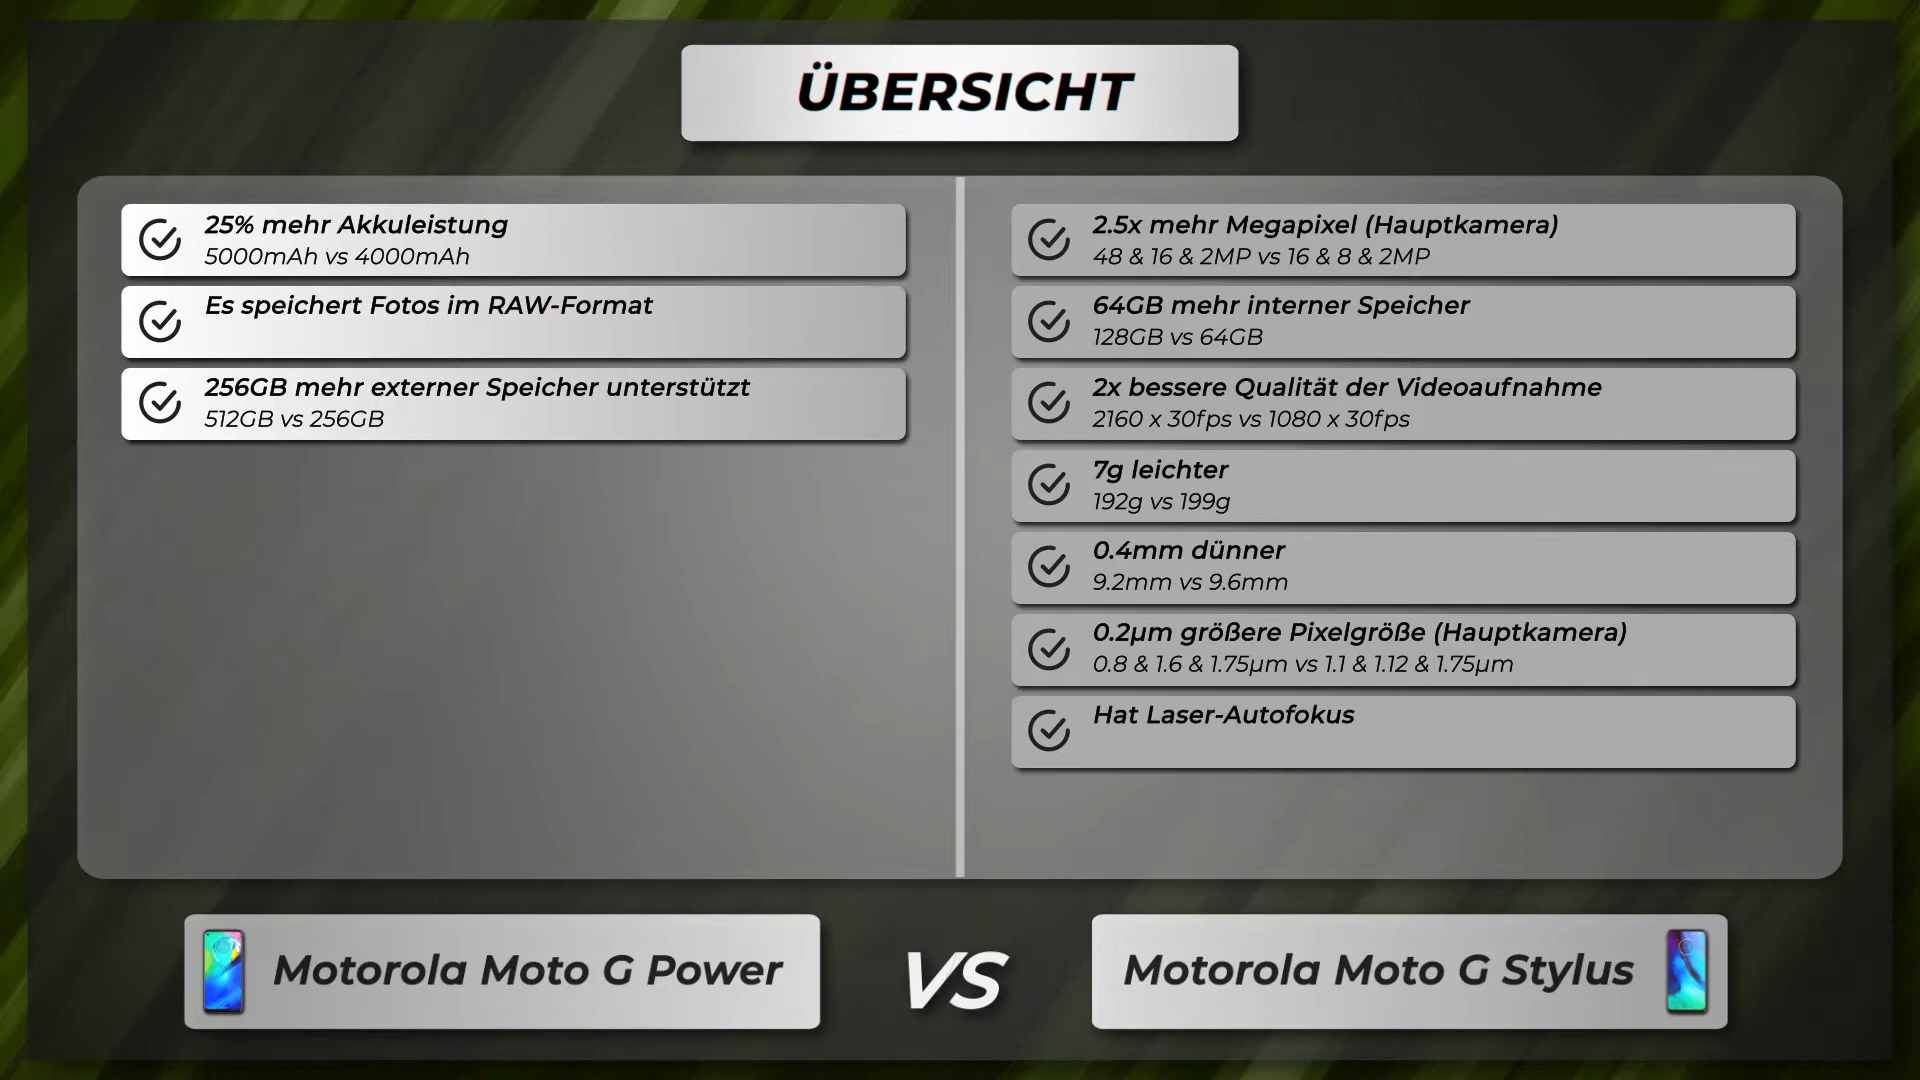 ÜBERSICHT
25% mehr Akkuleistung
5000mAh vs 4000mAh
Es speichert Fotos im RAW-Format
256GB mehr externer Speicher unterstützt
512GB vs 256GB
2.5x mehr Megapixel (Hauptkamera)
48 & 16 & 2MP vs 16 & 8 & 2MP
64GB mehr interner Speicher
128GB vs 64GB
2x bessere Qualität der Videoaufnahme
2160 x 30fps vs 1080 x 30fps
7g leichter
192g vs 199g
0.4mm dünner
9.2mm vs 9.6mm
0.2µm größere Pixelgröße (Hauptkamera)
0.8 & 1.6 & 1.75µm vs 1.1 & 1.12 & 1.75µm
Hat Laser-Autofokus
Motorola Moto G Power
VS
Motorola Moto G Stylus